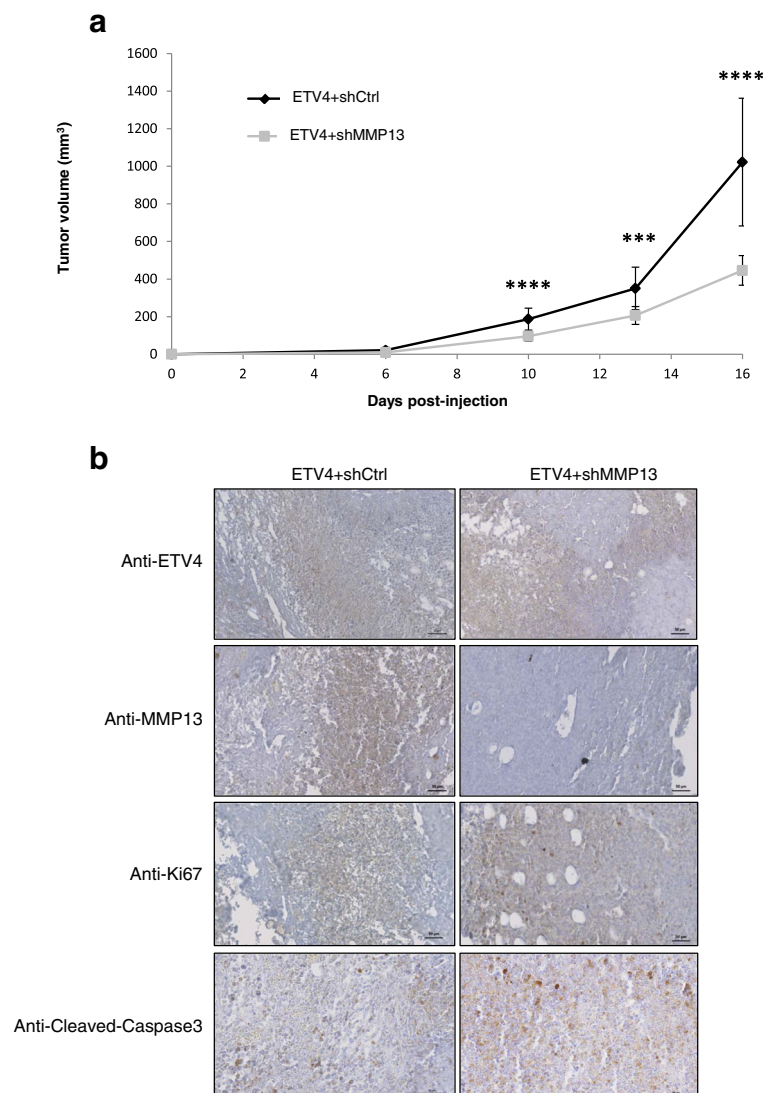 a
1600
1400
1200
1000
800
600
400
200
0
Tumor volume (mm³)
ETV4+shCtrl
ETV4+shMMP13
****
***
****
0 2 4 6 8 10 12 14 16
Days post-injection
b
ETV4+shCtrl ETV4+shMMP13
Anti-ETV4
Anti-MMP13
Anti-Ki67
Anti-Cleaved-Caspase3